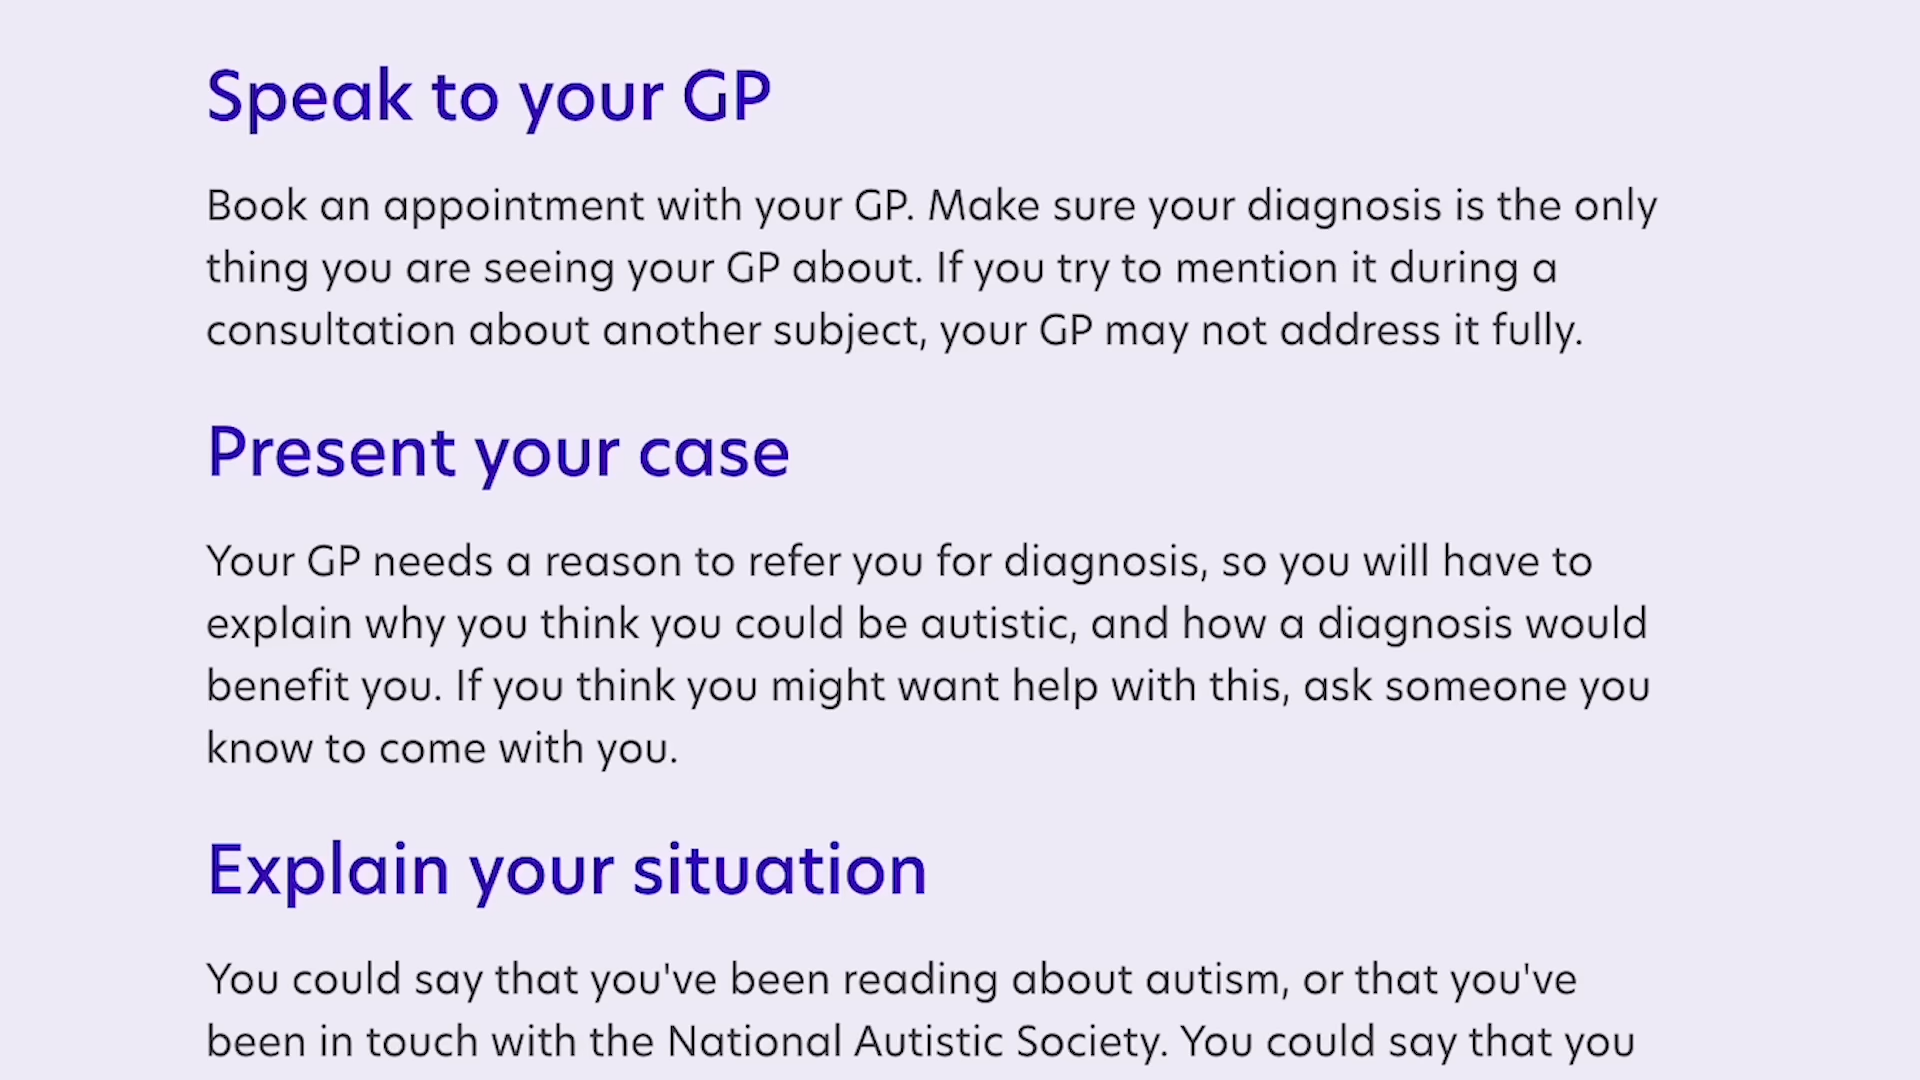 Speak to your GP
Book an appointment with your GP. Make sure your diagnosis is the only
thing you are seeing your GP about. If you try to mention it during a
consultation about another subject, your GP may not address it fully.
Present your case
Your GP needs a reason to refer you for diagnosis, so you will have to
explain why you think you could be autistic, and how a diagnosis would
benefit you. If you think you might want help with this, ask someone you
know to come with you.
Explain your situation
You could say that you've been reading about autism, or that you've
been in touch with the National Autistic Society. You could say that you